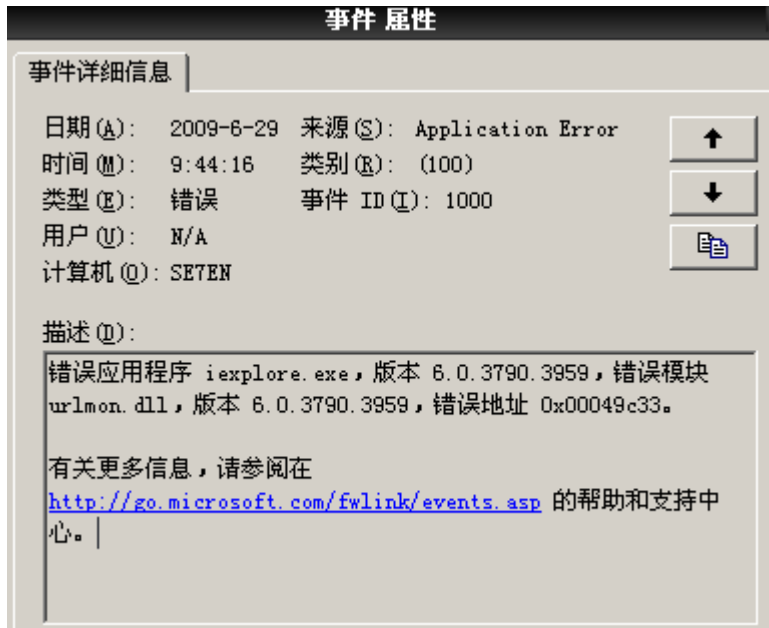 事件 属性
事件详细信息
日期(A): 2009-6-29 来源(S): Application Error
时间(M): 9:44:16 类别(R): (100)
类型(E): 错误 事件 ID(I): 1000
用户(U): N/A
计算机(O): SE7EN
描述(D):
错误应用程序 iexplore.exe，版本 6.0.3790.3959，错误模块
urlmon.dll，版本 6.0.3790.3959，错误地址 0x00049c33。
有关更多信息，请参阅在
http://go.microsoft.com/fwlink/events.asp 的帮助和支持中
心。